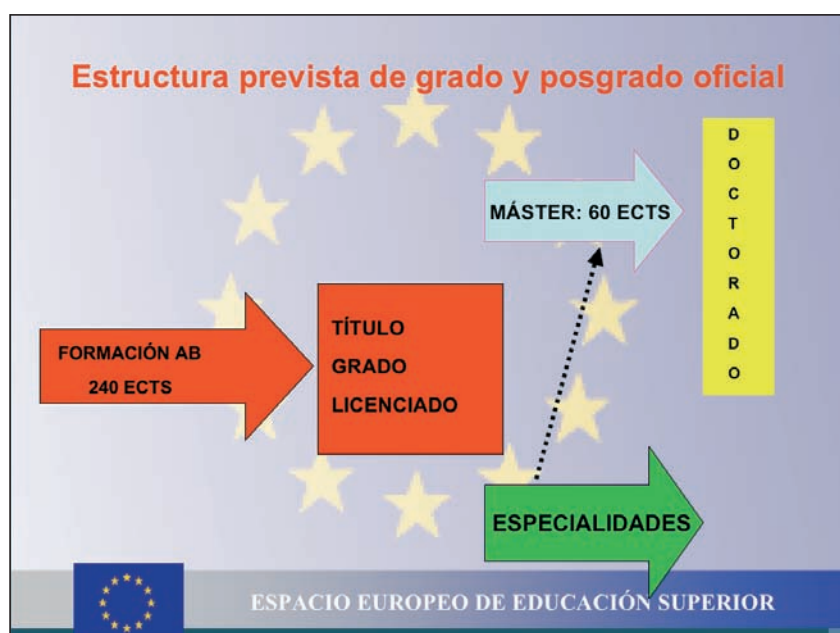 Estructura prevista de grado y posgrado oficial
MÁSTER: 60 ECTS
DOCTORADO
FORMACIÓN AB
240 ECTS
TÍTULO
GRADO
LICENCIADO
ESPECIALIDADES
ESPACIO EUROPEO DE EDUCACIÓN SUPERIOR